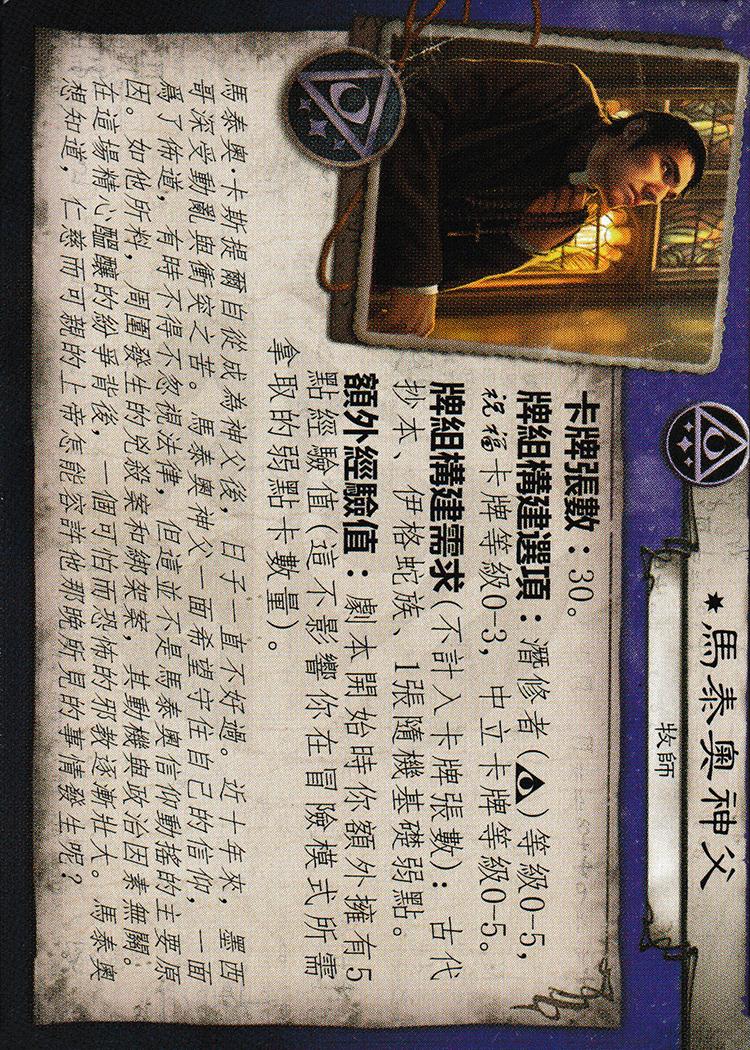 馬泰奧神父
牧師
卡牌張數：30。
牌組構建選項：潛修者（）等級0-5，
祝福卡牌等級0-3，中立卡牌等級0-5。
牌組構建需求（不計入卡牌張數）：古代
抄本、伊格蛇族、1張隨機基礎弱點。
額外經驗值：劇本開始時你額外擁有5
點經驗值（這不影響你在冒險模式所需
拿取的弱點卡數量）。
馬泰奧·卡斯提爾自從成為神父後，日子一直不好過。近十年來，墨西
哥深受動亂與衝突之苦。馬泰奧神父一面希望守住自己的信仰，一面
為了佈道，有時不得不忽視法律，但這並不是馬泰奧信仰動搖的主要原
因。如他所料，周圍發生的兇殺案和綁架案，其動機與政治因素無關。
在這場精心醞釀的紛爭背後，一個可怕而恐怖的邪教逐漸壯大。馬泰奧
想知道，仁慈而可親的上帝怎能容許他那晚所見的事情發生呢？